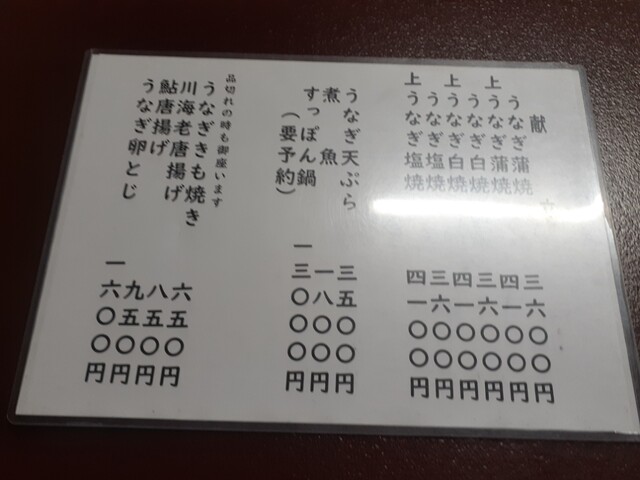 献立
うなぎ蒲焼 三六〇〇円
上うなぎ蒲焼 四一〇〇円
うなぎ白焼 三六〇〇円
上うなぎ白焼 四一〇〇円
うなぎ塩焼 三六〇〇円
上うなぎ塩焼 四一〇〇円
うなぎ天ぷら 三五〇〇円
煮魚 一八〇〇円
すっぽん鍋 一三〇〇〇円
(要予約)
品切れの時も御座います
うなぎきも焼き 六五〇円
川海老唐揚げ 八五〇円
鮎唐揚げ 九五〇円
うなぎ卵とじ 一六〇〇円